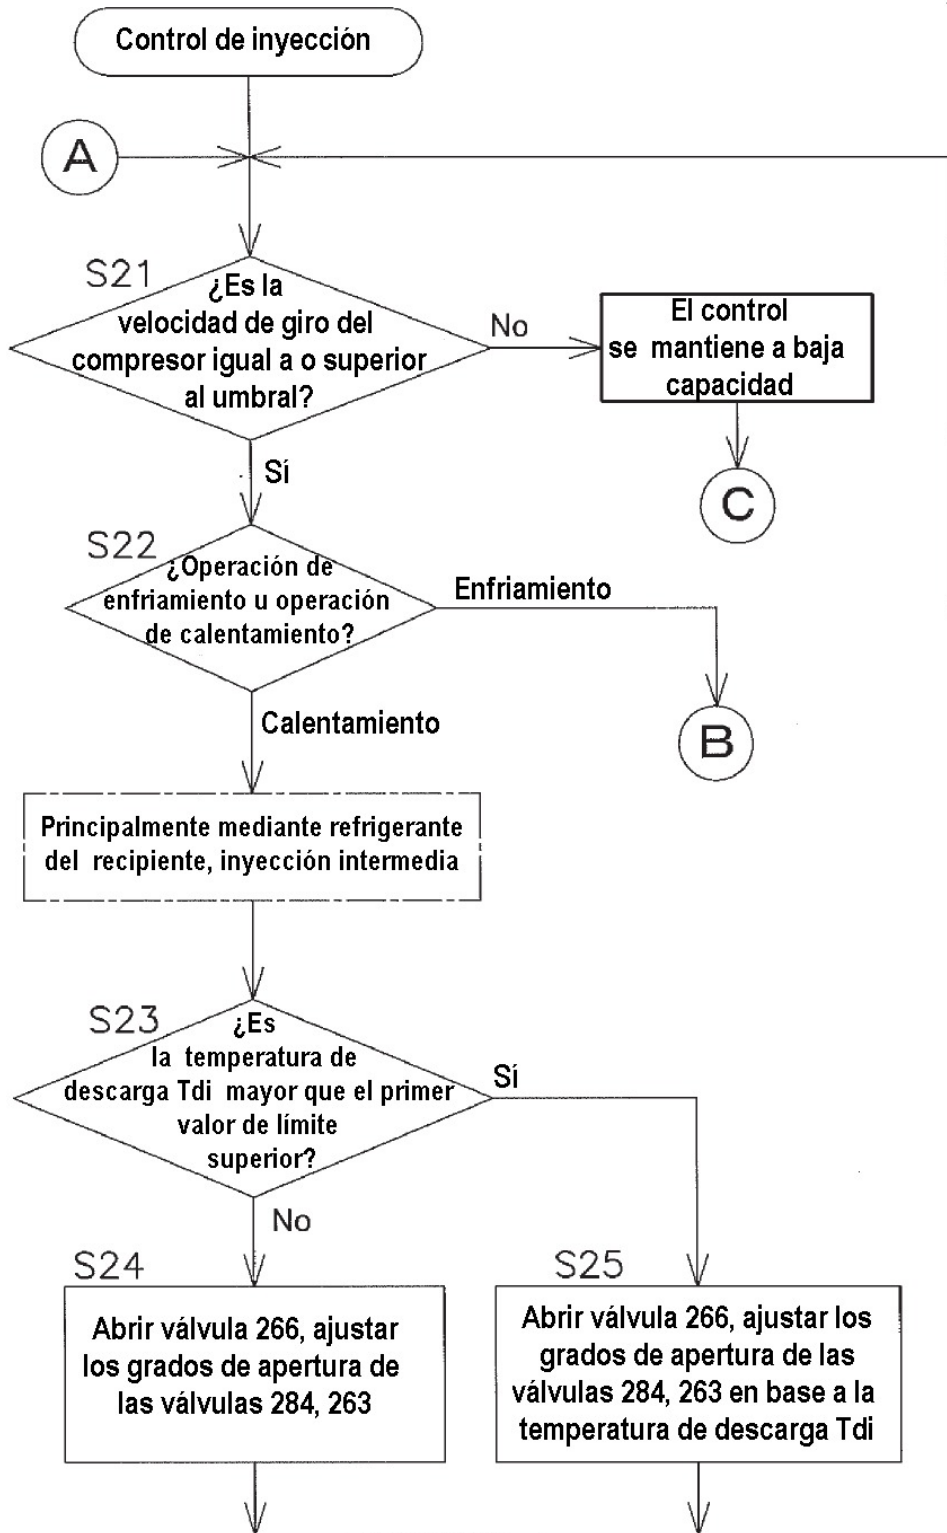 Control de inyección
A
S21
¿Es la
velocidad de giro del
compresor igual a o superior
al umbral?
No
El control
se mantiene a baja
capacidad
Sí
C
S22
¿Operación de
enfriamiento u operación
de calentamiento?
Enfriamiento
Calentamiento
B
Principalmente mediante refrigerante
del recipiente, inyección intermedia
S23
¿Es
la temperatura de
descarga Tdi mayor que el primer
valor de límite
superior?
Sí
No
S24
Abrir válvula 266, ajustar
los grados de apertura de
las válvulas 284, 263
S25
Abrir válvula 266, ajustar los
grados de apertura de las
válvulas 284, 263 en base a la
temperatura de descarga Tdi